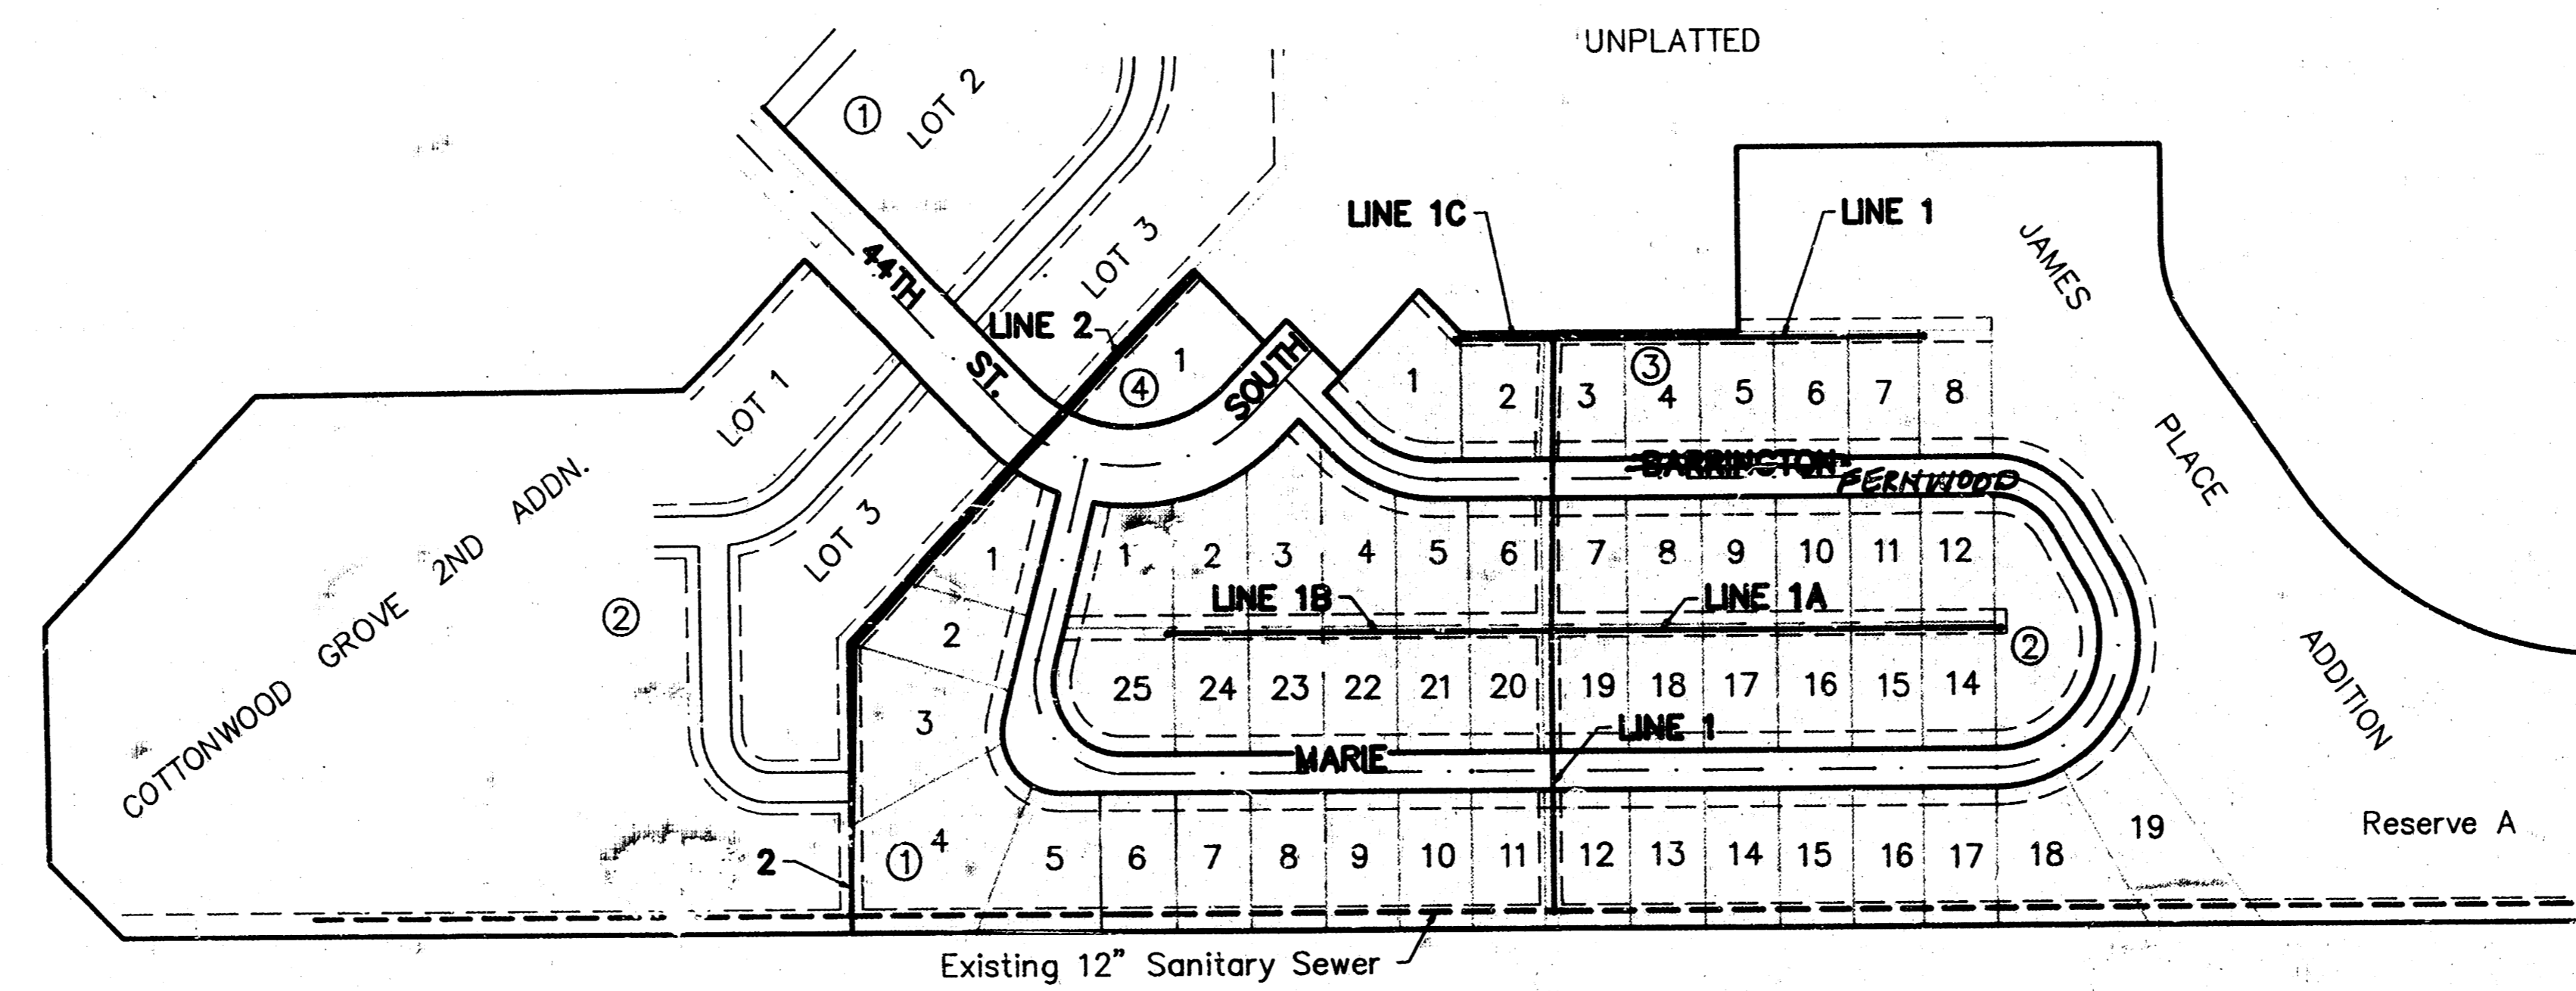 UNPLATTED
① LOT 2
LINE 1C
LINE 1
JAMES
PLACE
ADDITION
44TH
ST.
SOUTH
LOT 3
LINE 2
④ 1
LOT 1
1 2 3 ③ 4 5 6 7 8
BARRINGTON FERNWOOD
COTTONWOOD GROVE 2ND ADDN.
LOT 3
②
1
2
3
① 4
1 2 3 4 5 6 7 8 9 10 11 12
LINE 1B
LINE 1A
②
25 24 23 22 21 20 19 18 17 16 15 14
LINE 1
MARIE
2
5 6 7 8 9 10 11 12 13 14 15 16 17 18 19
Reserve A
Existing 12" Sanitary Sewer